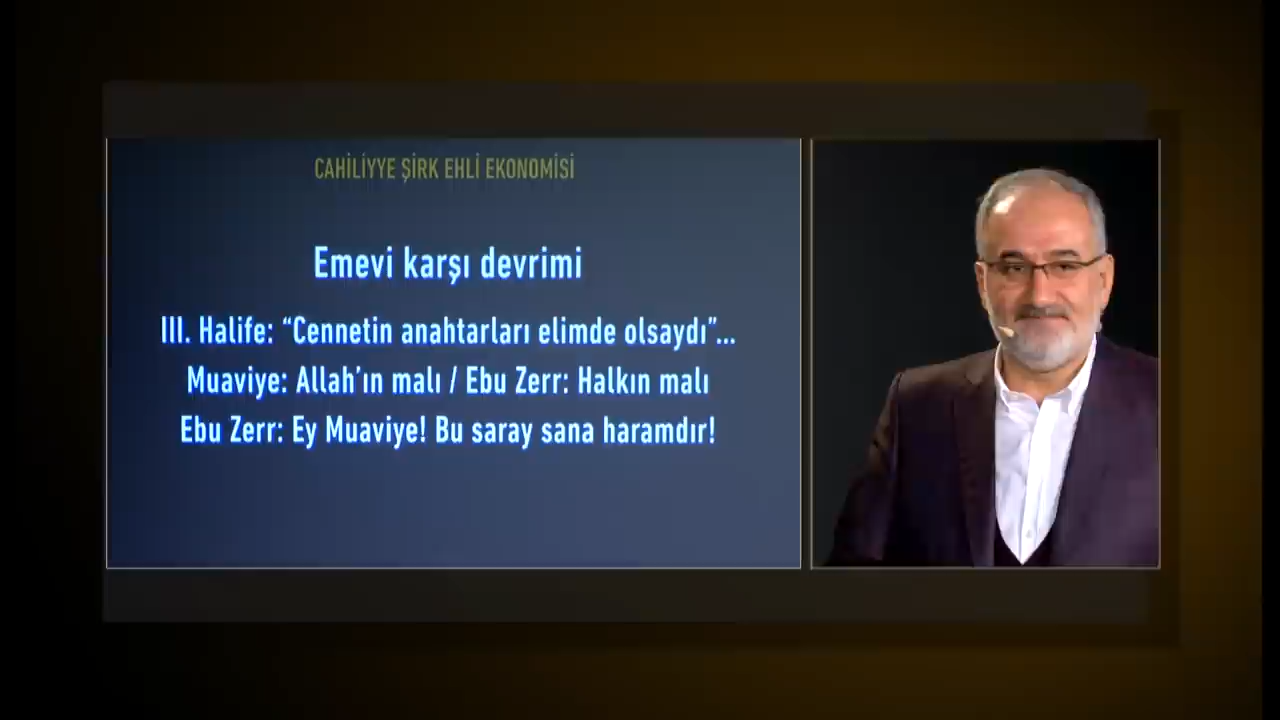 CAHİLİYYE ŞİRK EHLİ EKONOMİSİ
Emevi karşı devrimi
III. Halife: “Cennetin anahtarları elimde olsaydı”...
Muaviye: Allah’ın malı / Ebu Zerr: Halkın malı
Ebu Zerr: Ey Muaviye! Bu saray sana haramdır!